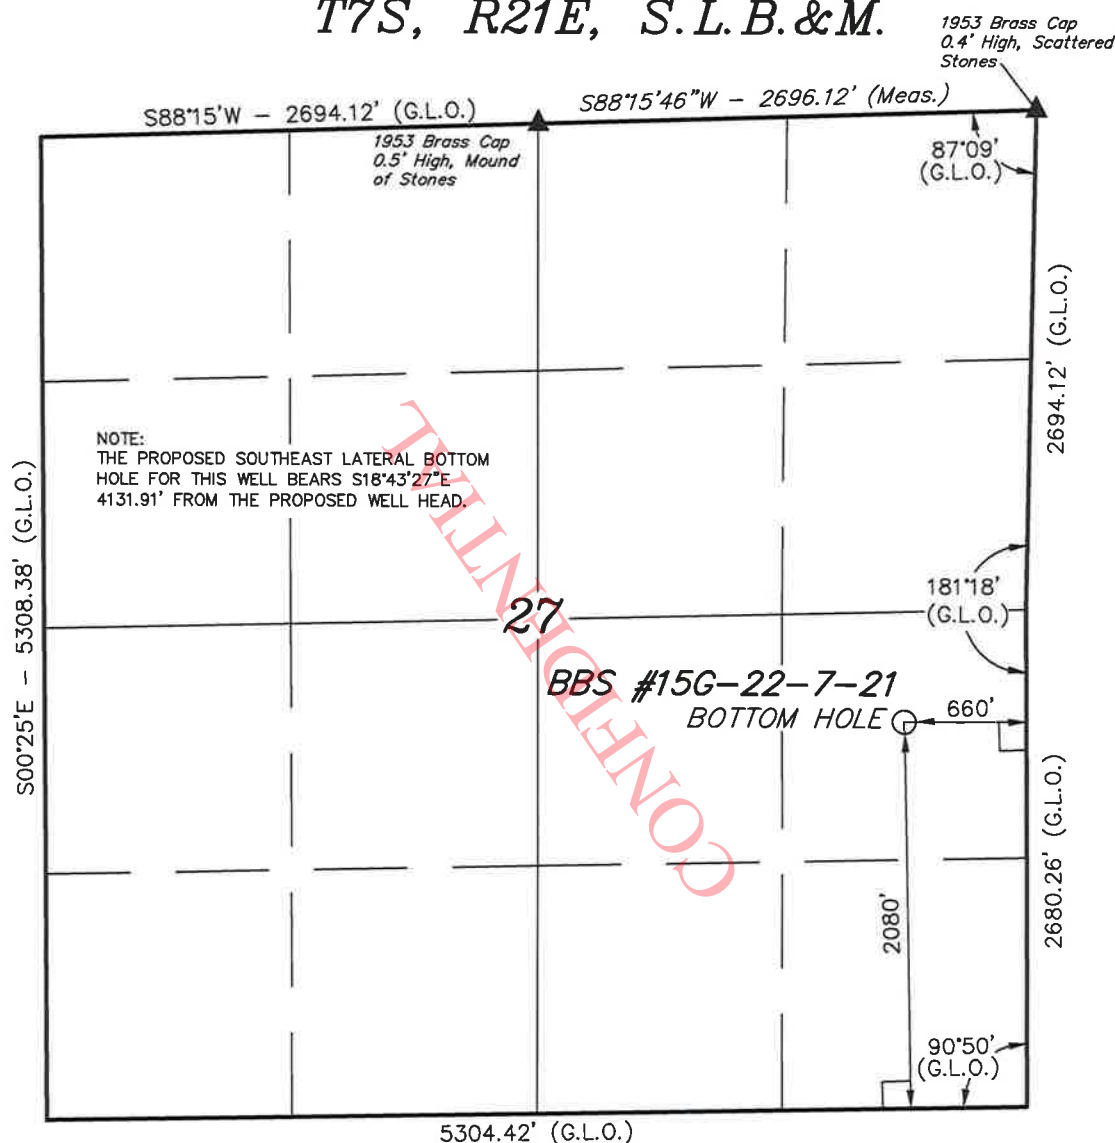 T7S, R21E, S.L.B.&M.
1953 Brass Cap
0.4' High, Scattered
Stones
S88°15'W – 2694.12' (G.L.O.)
S88°15'46"W – 2696.12' (Meas.)
1953 Brass Cap
0.5' High, Mound
of Stones
87°09'
(G.L.O.)
2694.12' (G.L.O.)
NOTE:
THE PROPOSED SOUTHEAST LATERAL BOTTOM
HOLE FOR THIS WELL BEARS S18°43'27"E
4131.91' FROM THE PROPOSED WELL HEAD.
S00°25'E – 5308.38' (G.L.O.)
CONFIDENTIAL
181°18'
(G.L.O.)
27
BBS #15G-22-7-21
BOTTOM HOLE
660'
2680.26' (G.L.O.)
2080'
90°50'
(G.L.O.)
5304.42' (G.L.O.)